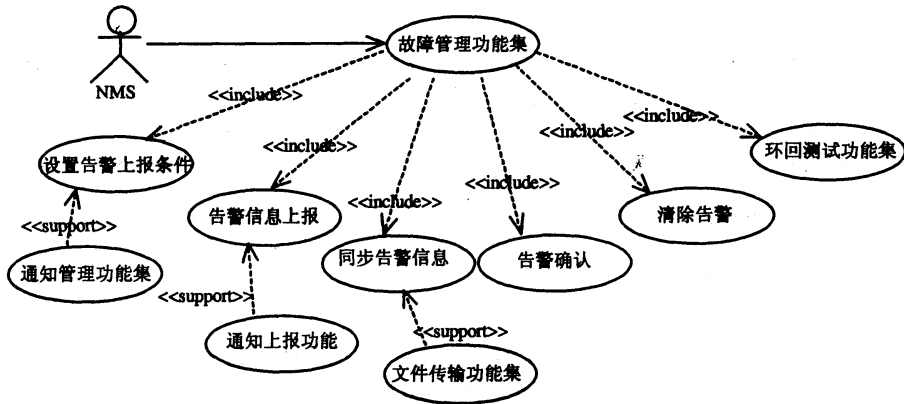 故障管理功能集
NMS
<<include>>
<<include>>
<<include>>
<<include>>
<<include>>
<<include>>
设置告警上报条件
环回测试功能集
告警信息上报
清除告警
<<support>>
同步告警信息
告警确认
通知管理功能集
<<support>>
通知上报功能
<<support>>
文件传输功能集